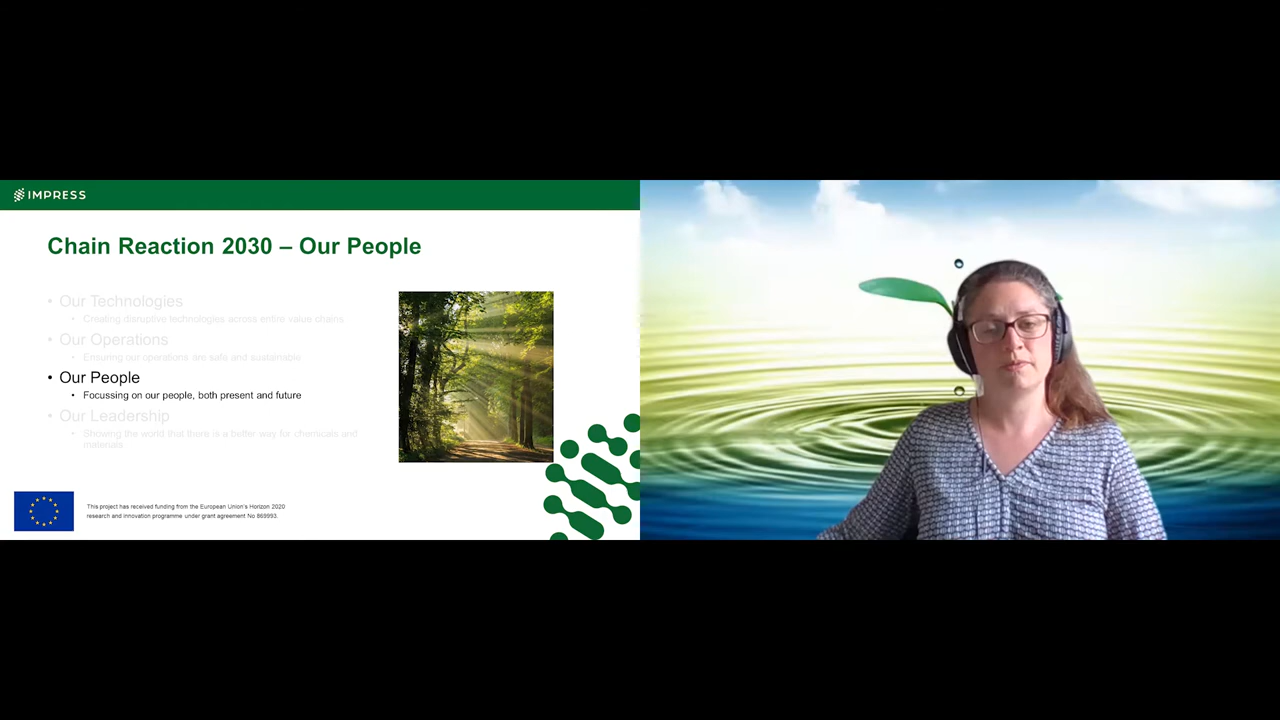 IMPRESS
Chain Reaction 2030 – Our People
• Our Technologies
• Creating disruptive technologies across entire value chains
• Our Operations
• Ensuring our operations are safe and sustainable
• Our People
• Focussing on our people, both present and future
• Our Leadership
• Showing the world that there is a better way for chemicals and
materials
This project has received funding from the European Union's Horizon 2020
research and innovation programme under grant agreement No 869993.